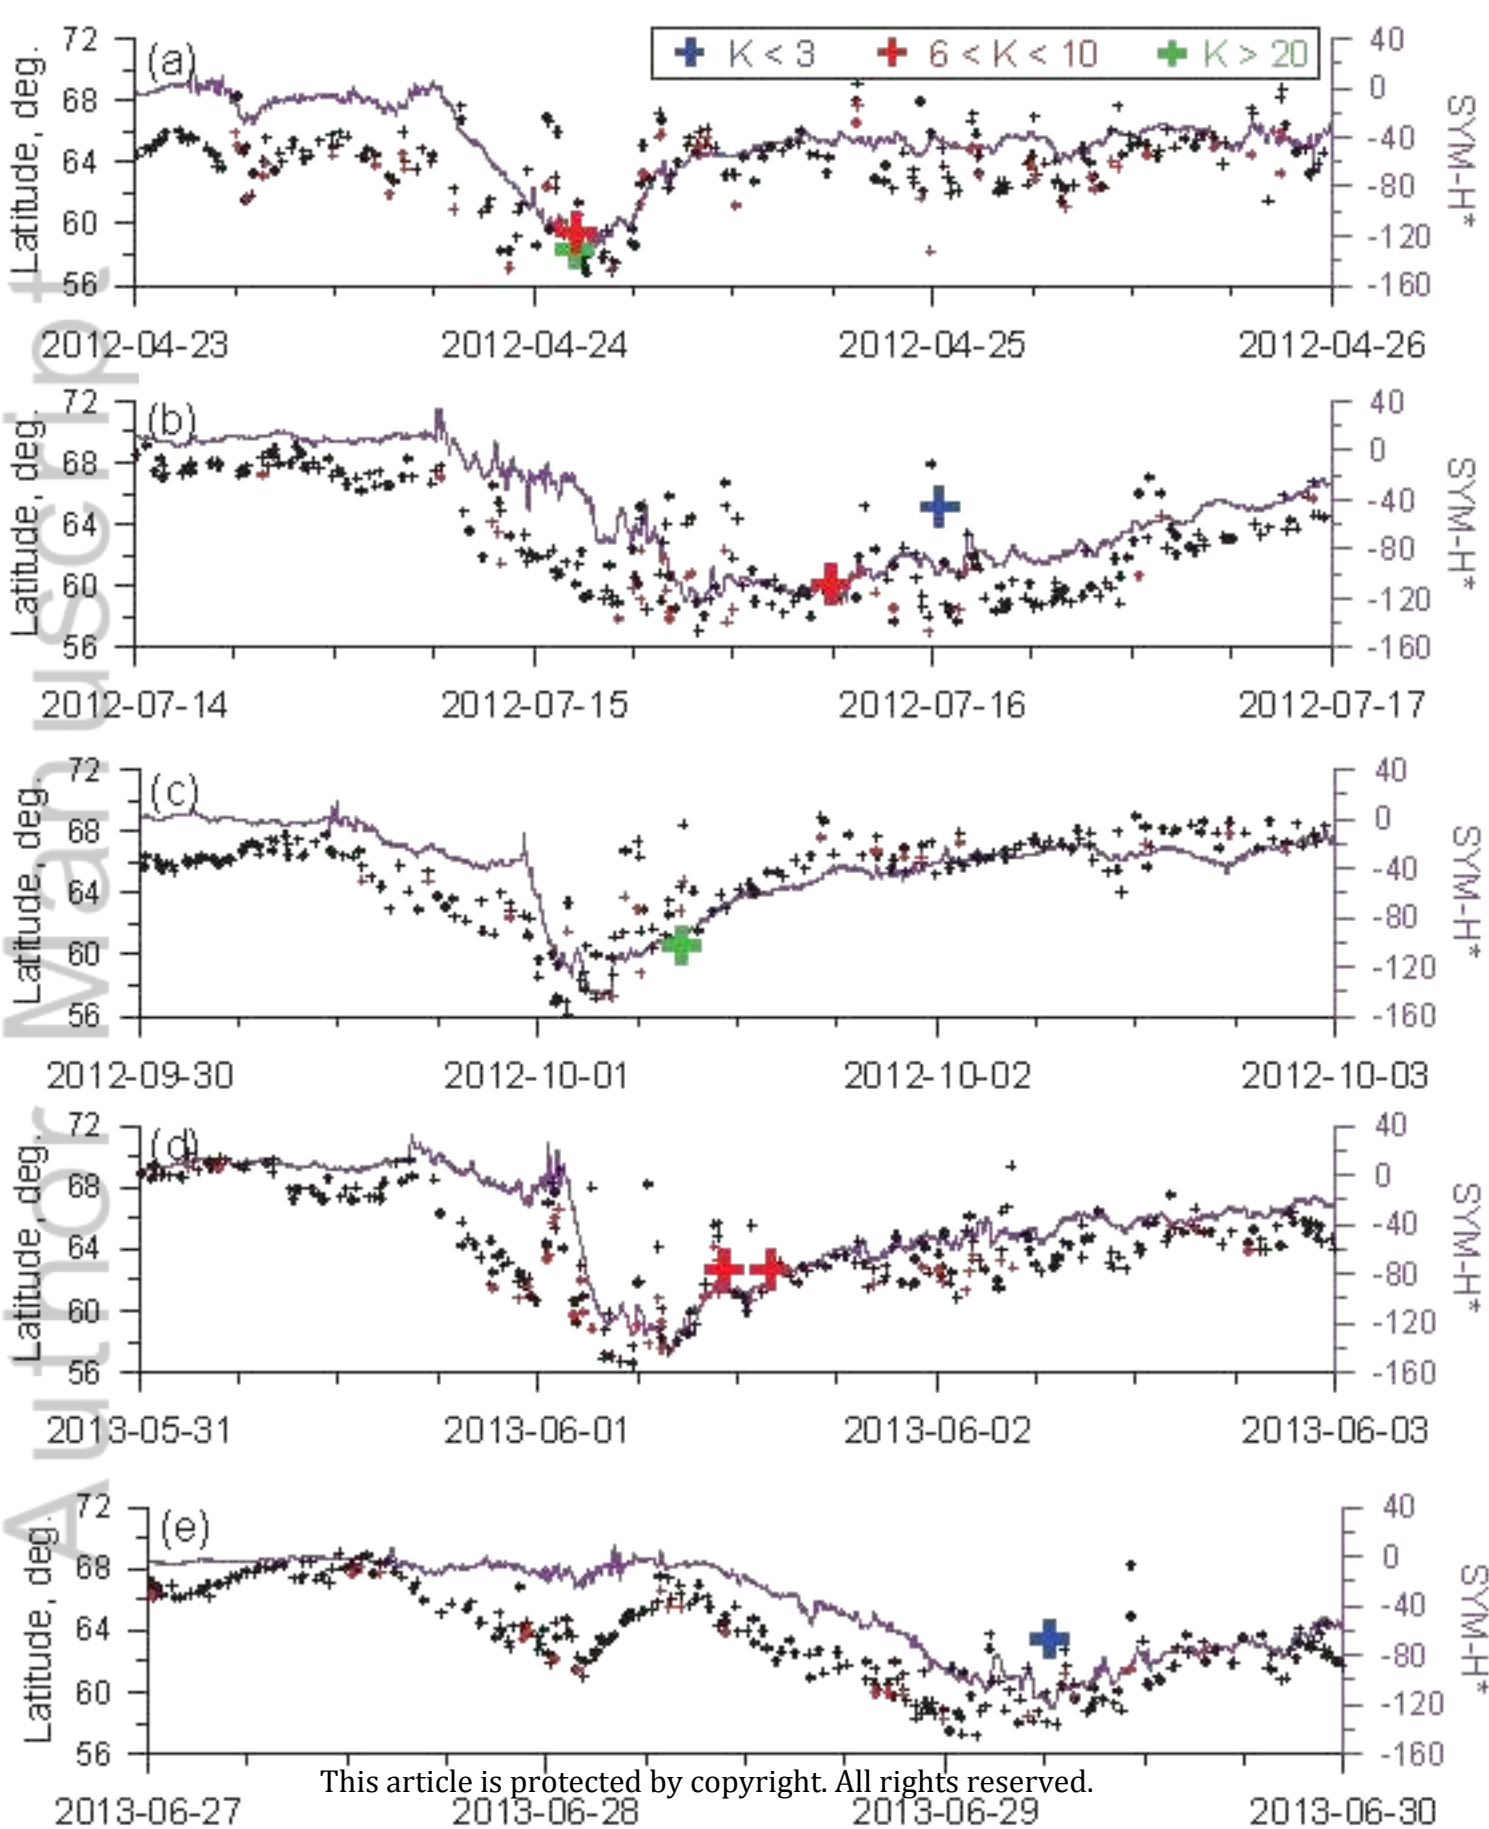 K < 3 6 < K < 10 K > 20
(a)
Latitude, deg.
72
68
64
60
56
40
0
-40
-80
-120
-160
SYM-H*
2012-04-23 2012-04-24 2012-04-25 2012-04-26
(b)
Latitude, deg.
72
68
64
60
56
40
0
-40
-80
-120
-160
SYM-H*
2012-07-14 2012-07-15 2012-07-16 2012-07-17
(c)
Latitude, deg.
72
68
64
60
56
40
0
-40
-80
-120
-160
SYM-H*
2012-09-30 2012-10-01 2012-10-02 2012-10-03
(d)
Latitude, deg.
72
68
64
60
56
40
0
-40
-80
-120
-160
SYM-H*
2013-05-31 2013-06-01 2013-06-02 2013-06-03
(e)
Latitude, deg.
72
68
64
60
56
40
0
-40
-80
-120
-160
SYM-H*
This article is protected by copyright. All rights reserved.
2013-06-27 2013-06-28 2013-06-29 2013-06-30
Author Manuscript